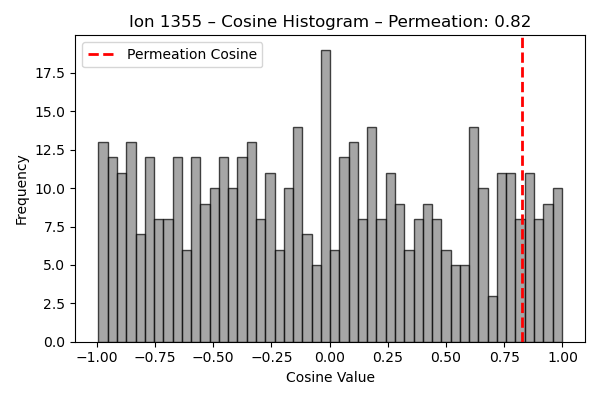 Ion 1355 – Cosine Histogram – Permeation: 0.82
Permeation Cosine
17.5
15.0
12.5
10.0
7.5
5.0
2.5
0.0
Frequency
−1.00 −0.75 −0.50 −0.25 0.00 0.25 0.50 0.75 1.00
Cosine Value